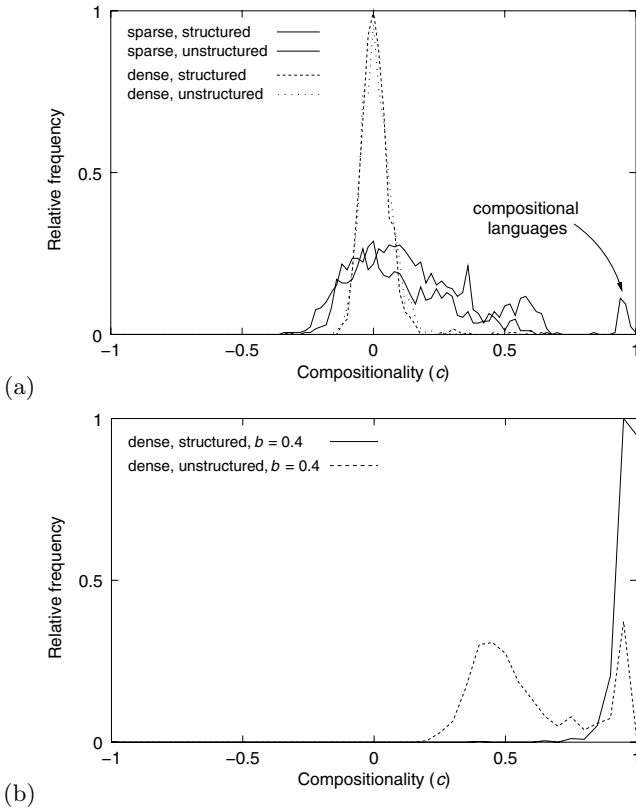 1
sparse, structured
sparse, unstructured
dense, structured
dense, unstructured
0.5
Relative frequency
compositional
languages
0
−1 −0.5 0 0.5 1
Compositionality (c)
(a)
1
dense, structured, b = 0.4
dense, unstructured, b = 0.4
0.5
Relative frequency
0
−1 −0.5 0 0.5 1
Compositionality (c)
(b)